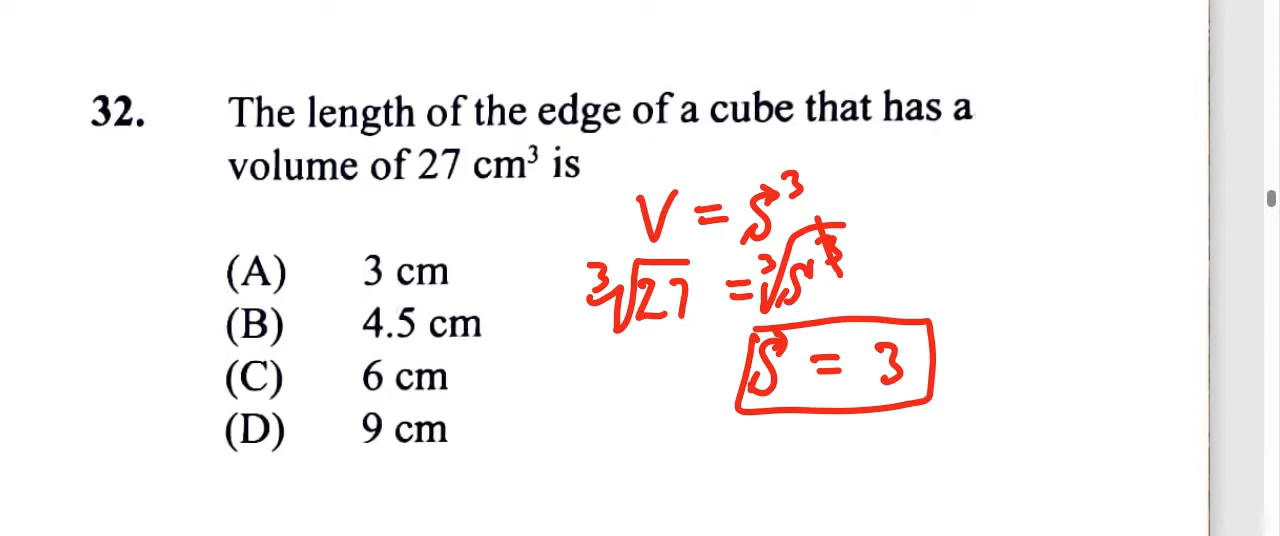 32. The length of the edge of a cube that has a
volume of 27 cm³ is
V = S³
(A) 3 cm
∛27 = ∛S³
(B) 4.5 cm
S = 3
(C) 6 cm
(D) 9 cm